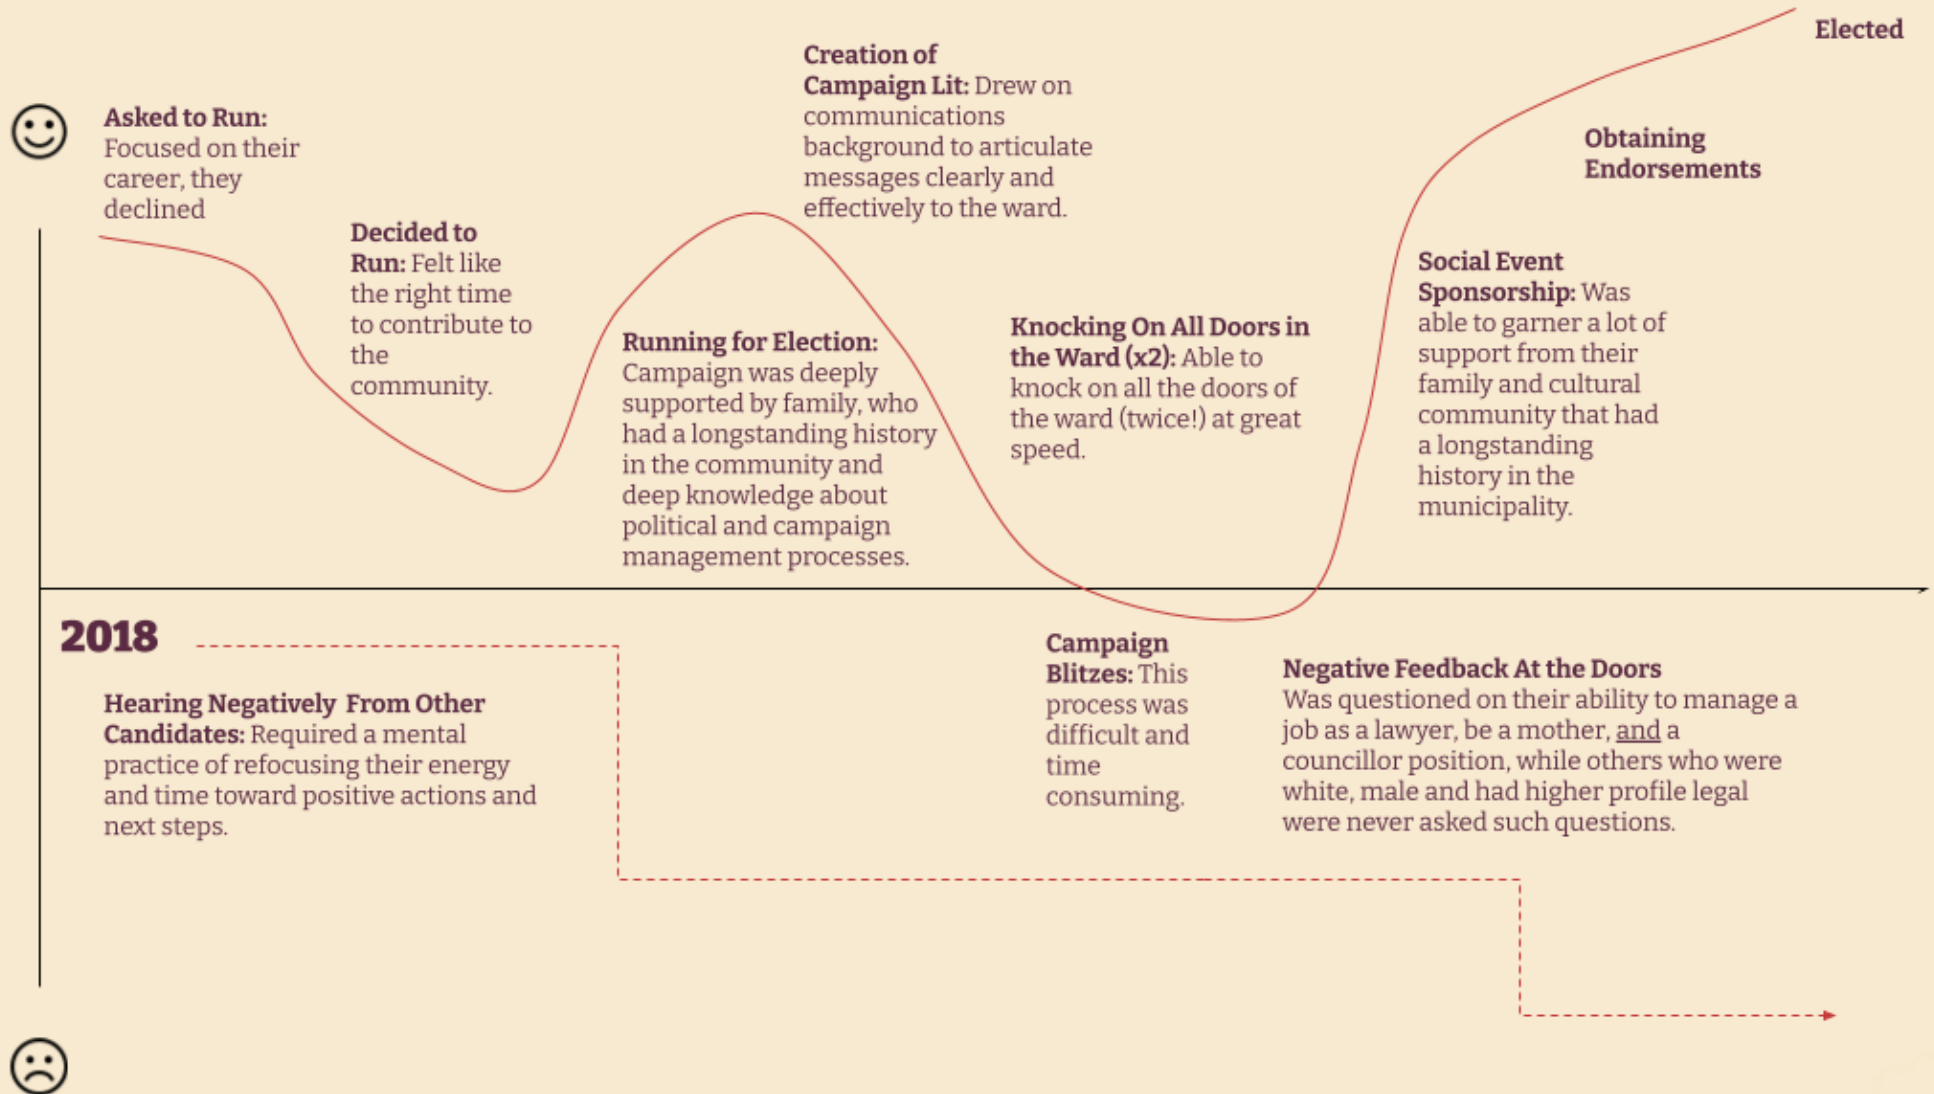 Asked to Run:
Focused on their
career, they
declined
Decided to
Run: Felt like
the right time
to contribute to
the
community.
Running for Election:
Campaign was deeply
supported by family, who
had a longstanding history
in the community and
deep knowledge about
political and campaign
management processes.
Creation of
Campaign Lit: Drew on
communications
background to articulate
messages clearly and
effectively to the ward.
Knocking On All Doors in
the Ward (x2): Able to
knock on all the doors of
the ward (twice!) at great
speed.
Social Event
Sponsorship: Was
able to garner a lot of
support from their
family and cultural
community that had
a longstanding
history in the
municipality.
Obtaining
Endorsements
Elected
2018
Hearing Negatively From Other
Candidates: Required a mental
practice of refocusing their energy
and time toward positive actions and
next steps.
Campaign
Blitzes: This
process was
difficult and
time
consuming.
Negative Feedback At the Doors
Was questioned on their ability to manage a
job as a lawyer, be a mother, and a
councillor position, while others who were
white, male and had higher profile legal
were never asked such questions.